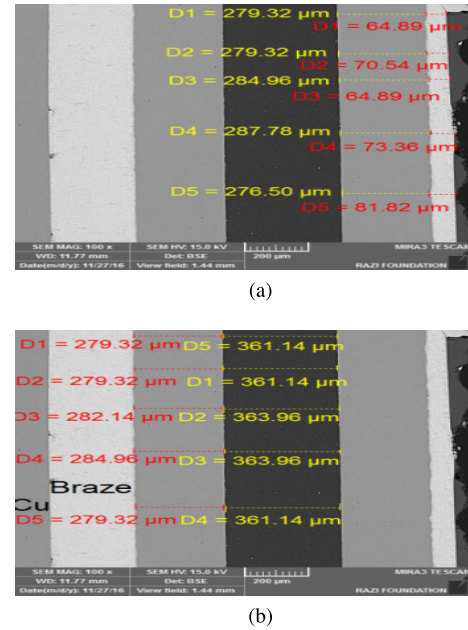 D1 = 279.32 µm
D1 = 64.89 µm
D2 = 279.32 µm
D2 = 70.54 µm
D3 = 284.96 µm
D3 = 64.89 µm
D4 = 287.78 µm
D4 = 73.36 µm
D5 = 276.50 µm
D5 = 81.82 µm
SEM MAG: 100 x SEM HV: 15.0 kV MIRA3 TESCAN
WD: 11.77 mm Det: BSE 200 µm
Date(m/d/y): 11/27/16 View field: 1.44 mm RAZI FOUNDATION
(a)
D1 = 279.32 µm D5 = 361.14 µm
D2 = 279.32 µm D1 = 361.14 µm
D3 = 282.14 µm D2 = 363.96 µm
D4 = 284.96 µm D3 = 363.96 µm
Braze
Cu
D5 = 279.32 µm D4 = 361.14 µm
SEM MAG: 100 x SEM HV: 15.0 kV MIRA3 TESCAN
WD: 11.77 mm Det: BSE 200 µm
Date(m/d/y): 11/27/16 View field: 1.44 mm RAZI FOUNDATION
(b)